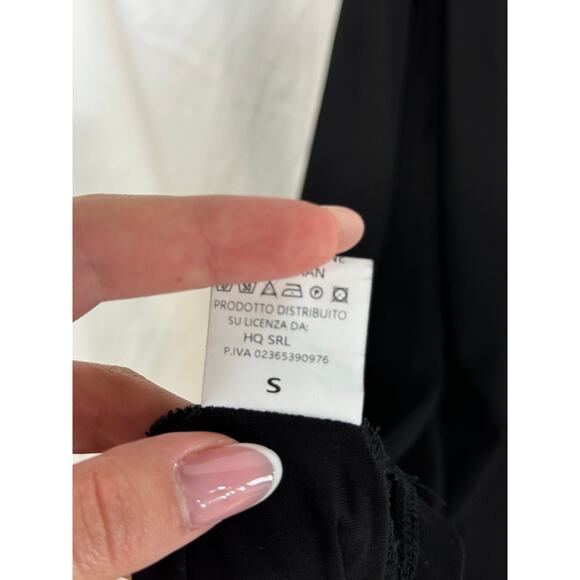 PRODOTTO DISTRIBUITO
SU LICENZA DA:
HQ SRL
P.IVA 02365390976
S